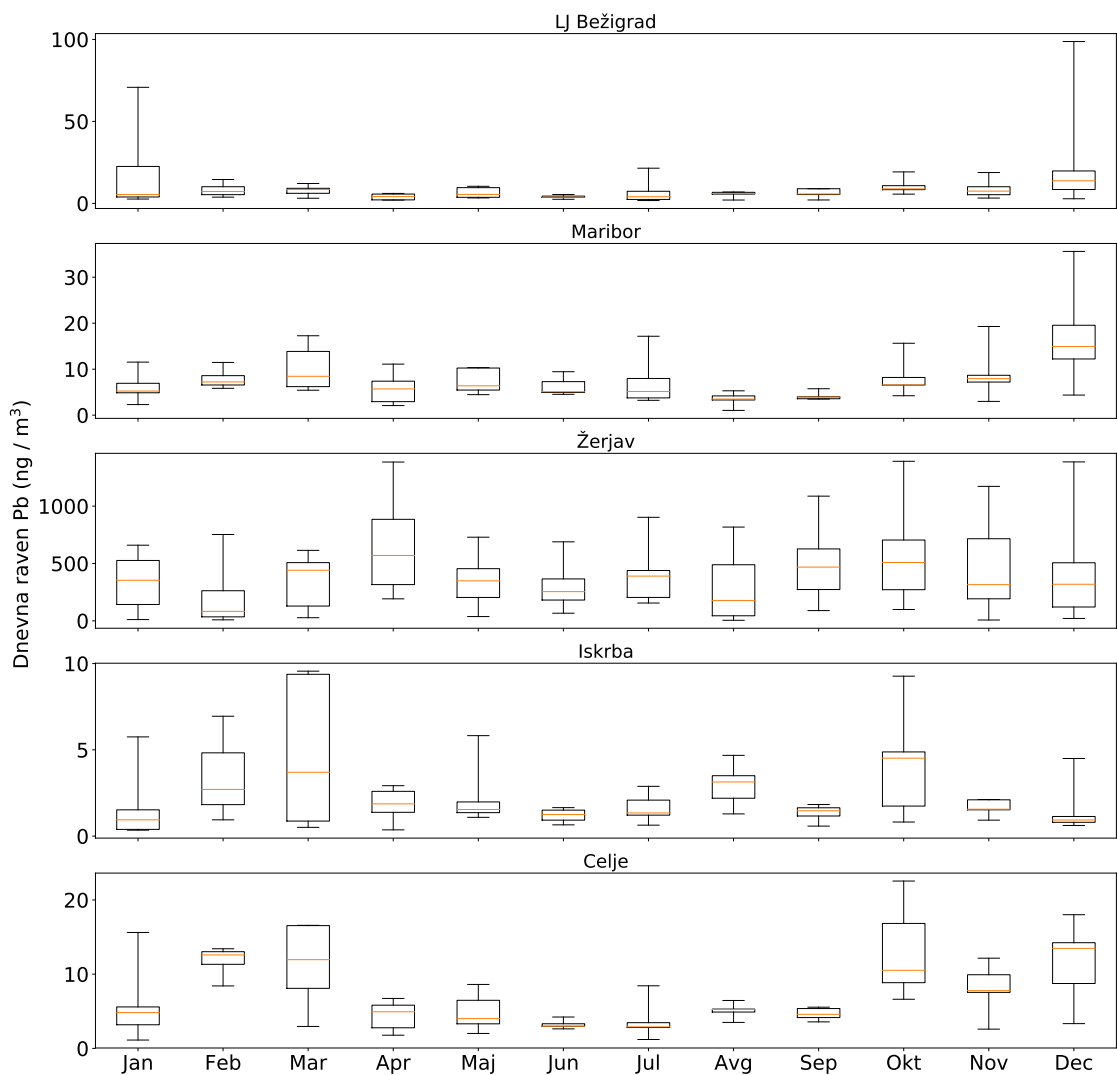 LJ Bežigrad
100
50
0
Maribor
30
20
10
0
Žerjav
1000
500
0
Iskrba
10
5
0
Celje
20
10
0
Jan Feb Mar Apr Maj Jun Jul Avg Sep Okt Nov Dec
Dnevna raven Pb (ng / m³)